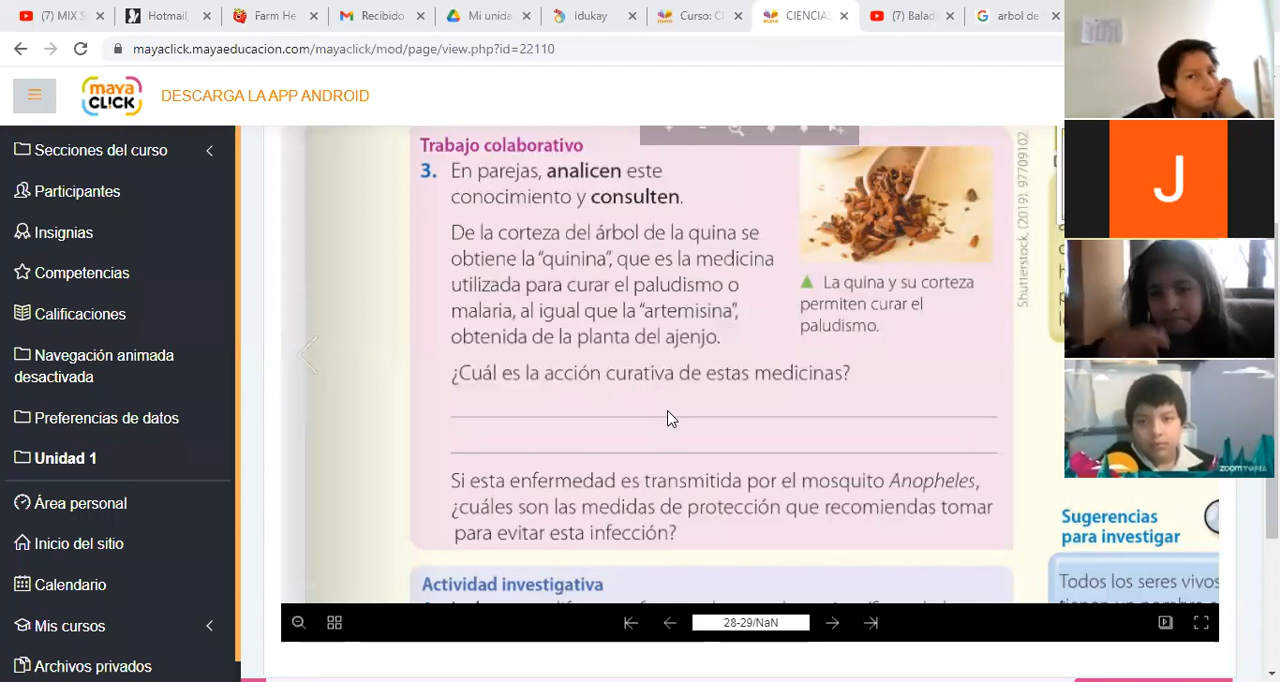 (7) MIX S
Hotmail,
Farm He
Recibido
Mi unida
idukay
Curso: C
CIENCIA
(7) Balad
arbol de
mayaclick.mayaeducacion.com/mayaclick/mod/page/view.php?id=22110
maya
CL!CK
DESCARGA LA APP ANDROID
Secciones del curso
Participantes
Insignias
Competencias
Calificaciones
Navegación animada
desactivada
Preferencias de datos
Unidad 1
Área personal
Inicio del sitio
Calendario
Mis cursos
Archivos privados
Trabajo colaborativo
3. En parejas, analicen este
conocimiento y consulten.
De la corteza del árbol de la quina se
obtiene la "quinina", que es la medicina
utilizada para curar el paludismo o
malaria, al igual que la "artemisina",
obtenida de la planta del ajenjo.
La quina y su corteza
permiten curar el
paludismo.
Shutterstock, (2019). 97709102
¿Cuál es la acción curativa de estas medicinas?
Si esta enfermedad es transmitida por el mosquito Anopheles,
¿cuáles son las medidas de protección que recomiendas tomar
para evitar esta infección?
Actividad investigativa
Sugerencias
para investigar
Todos los seres vivos
28-29/NaN
J